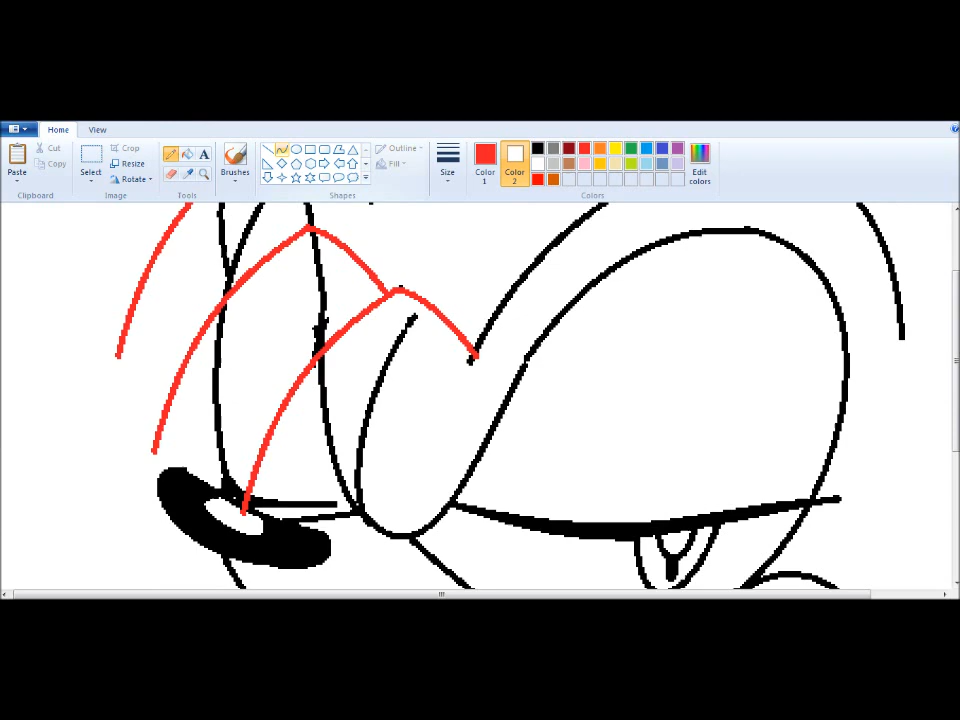 Home View
Paste
Cut
Copy
Clipboard
Select
Crop
Resize
Rotate
Image
A
Tools
Brushes
Outline
Fill
Shapes
Size
Color 1
Color 2
Edit colors
Colors